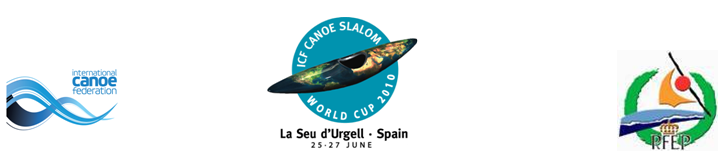 international
canoe
federation
ICF CANOE SLALOM
WORLD CUP 2010
La Seu d'Urgell · Spain
25-27 JUNE
RFEP